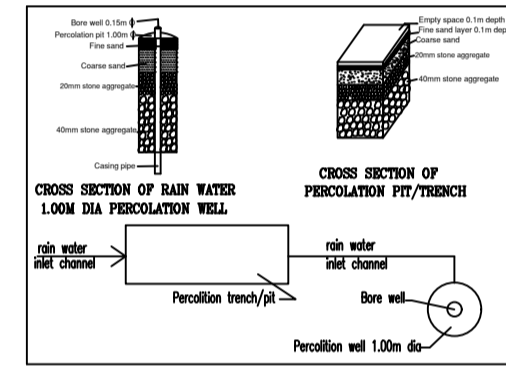 Bore well 0.15m ϕ
Percolation pit 1.00m ϕ
Fine sand
Coarse sand
20mm stone aggregate
40mm stone aggregate
Casing pipe
CROSS SECTION OF RAIN WATER
1.00M DIA PERCOLATION WELL
Empty space 0.1m depth
Fine sand layer 0.1m dep
Coarse sand
20mm stone aggregate
40mm stone aggregate
CROSS SECTION OF
PERCOLATION PIT/TRENCH
rain water
inlet channel
Percolition trench/pit
rain water
inlet channel
Bore well
Percolition well 1.00m dia